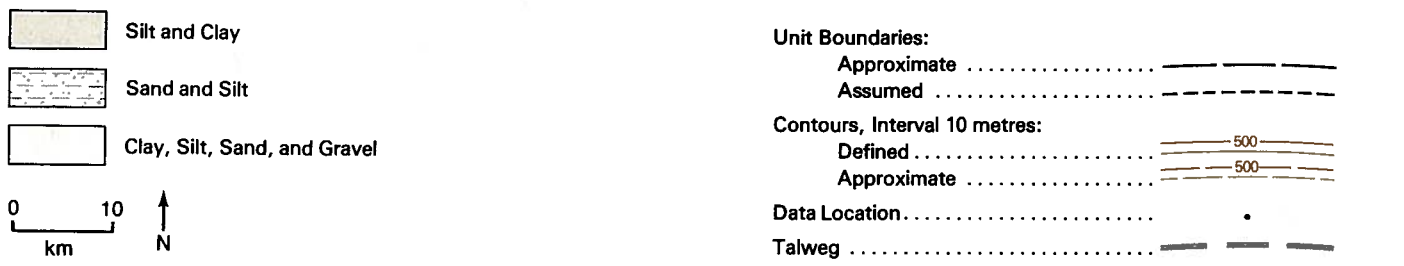 Silt and Clay
Sand and Silt
Clay, Silt, Sand, and Gravel
0 10
km
N
Unit Boundaries:
Approximate ...................
Assumed ......................
Contours, Interval 10 metres:
Defined ........................ 500
Approximate ................... 500
Data Location .........................
Talweg ...............................